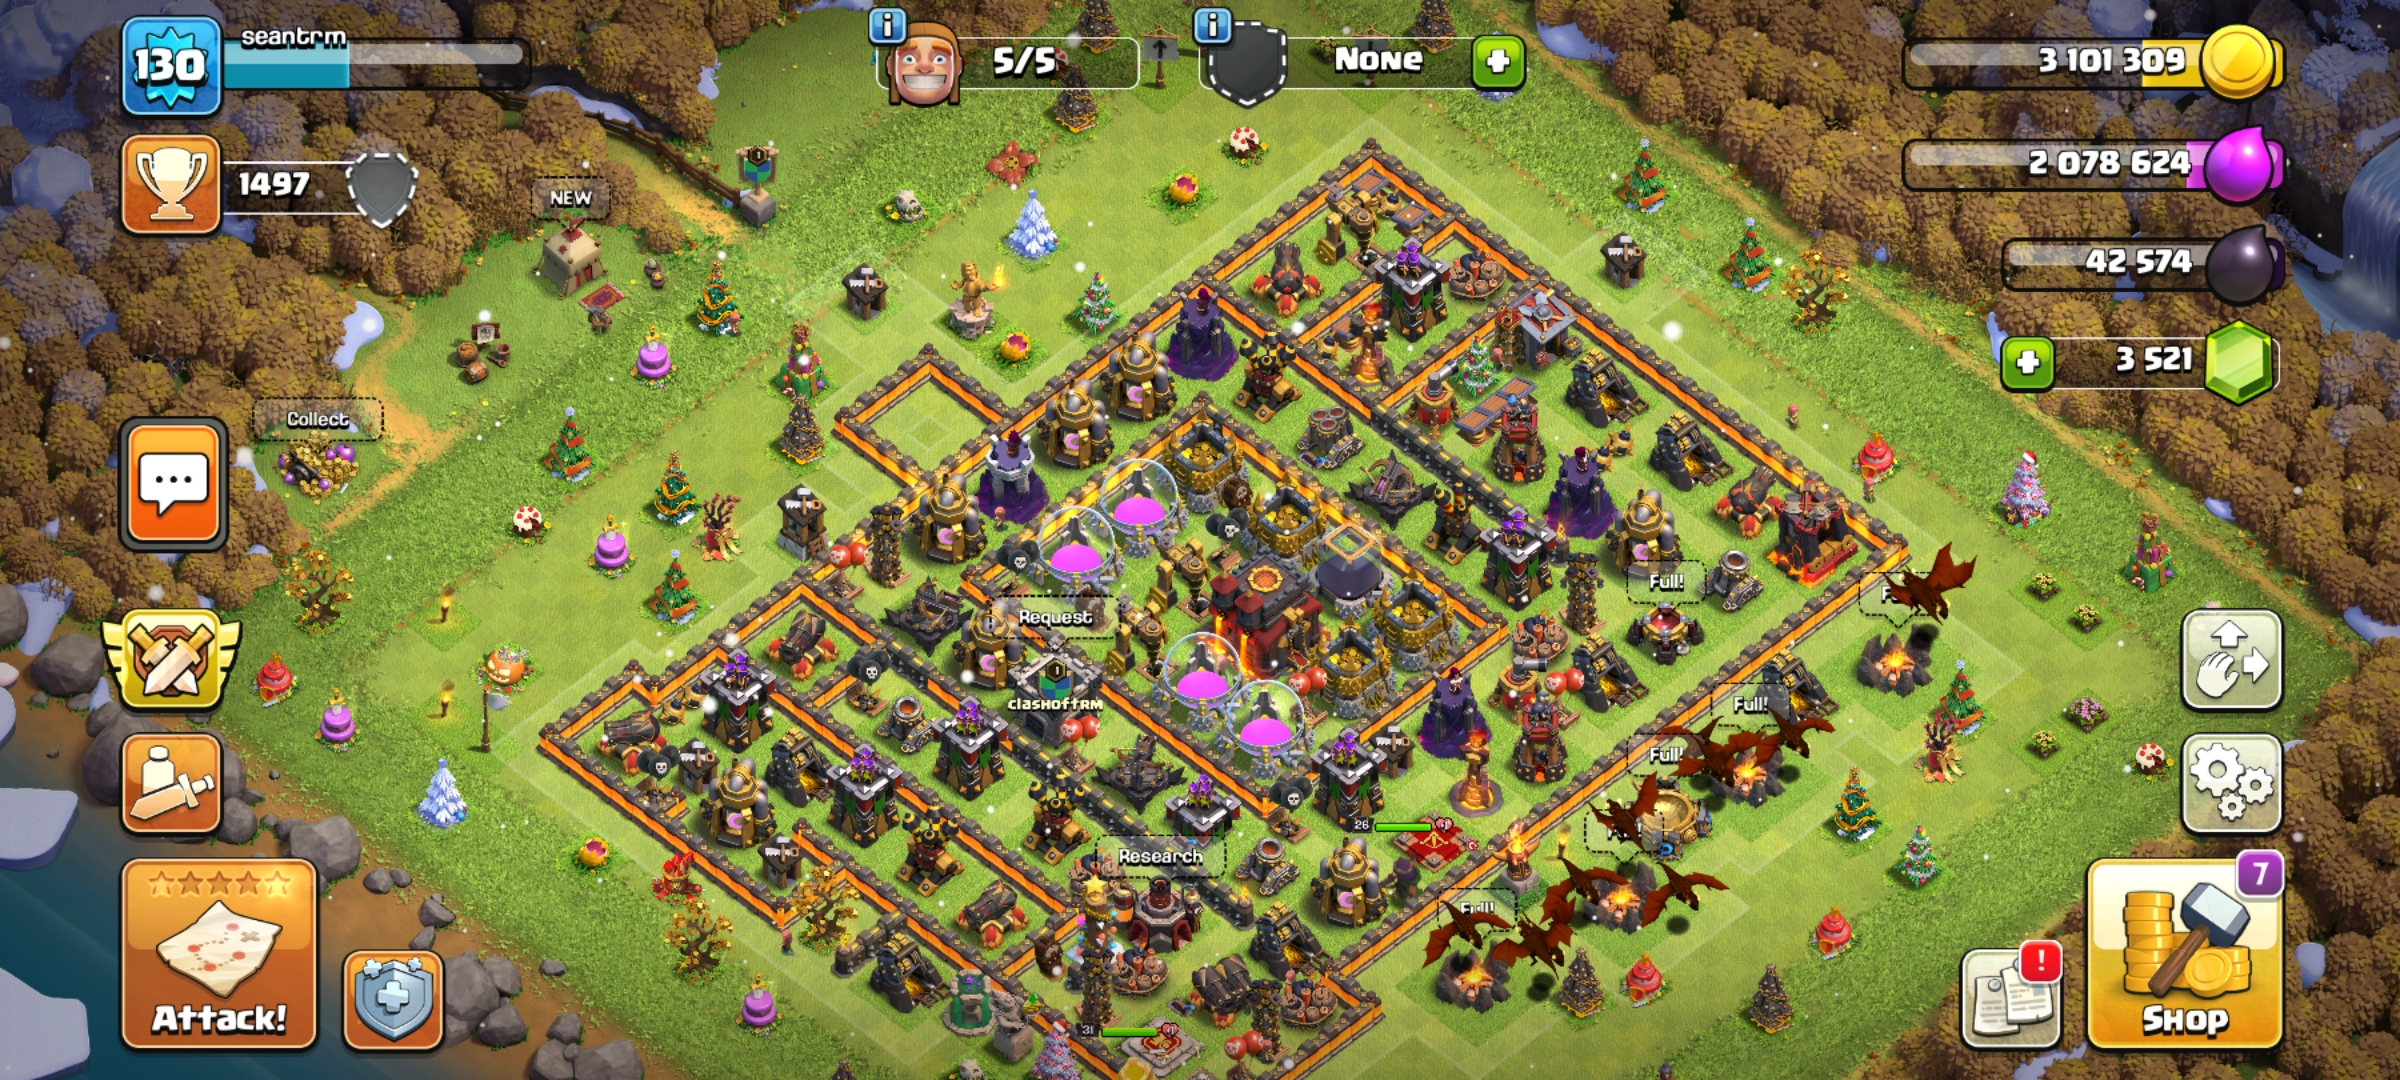 130
seantrm
5/5
None
3 101 309
1497
2 078 624
NEW
42 574
3 521
Collect
Full!
Request
clashoftRM
Full!
Full!
26
Research
Full!
7
Attack!
31
!
Shop